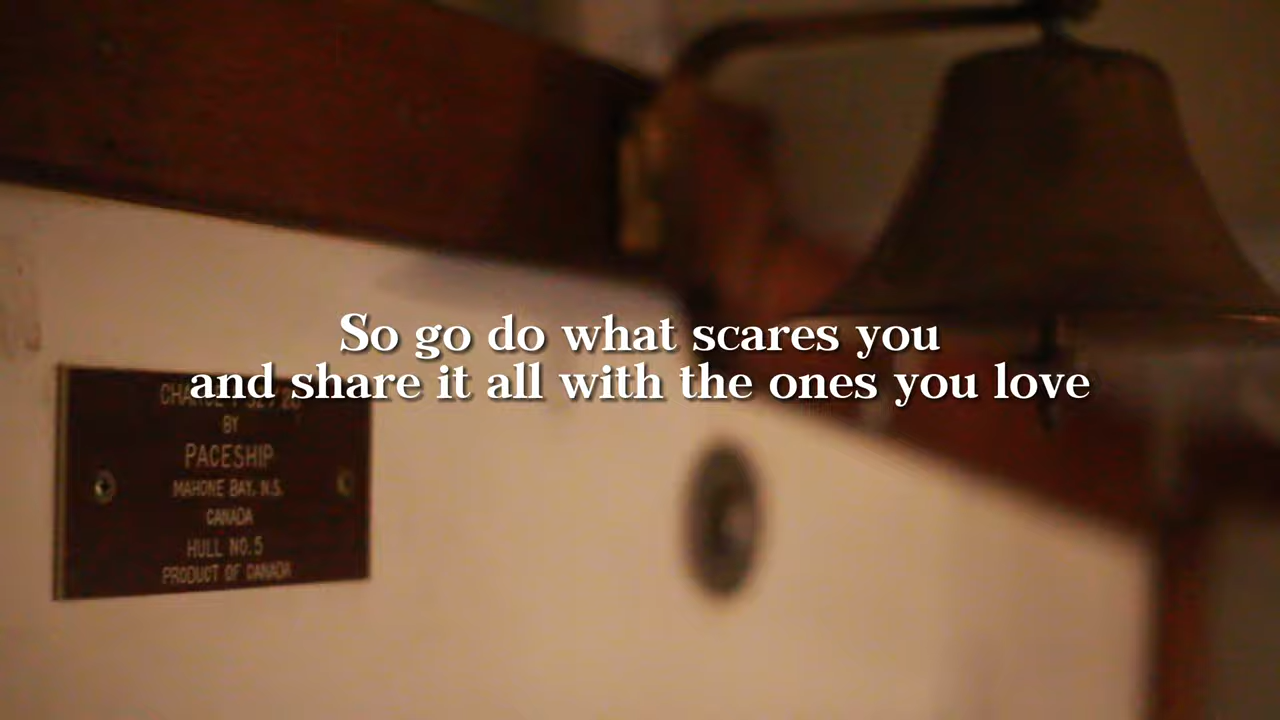 So go do what scares you
and share it all with the ones you love
BY
PACESHIP
MAHONE BAY, N.S.
CANADA
HULL NO. 5
PRODUCT OF CANADA